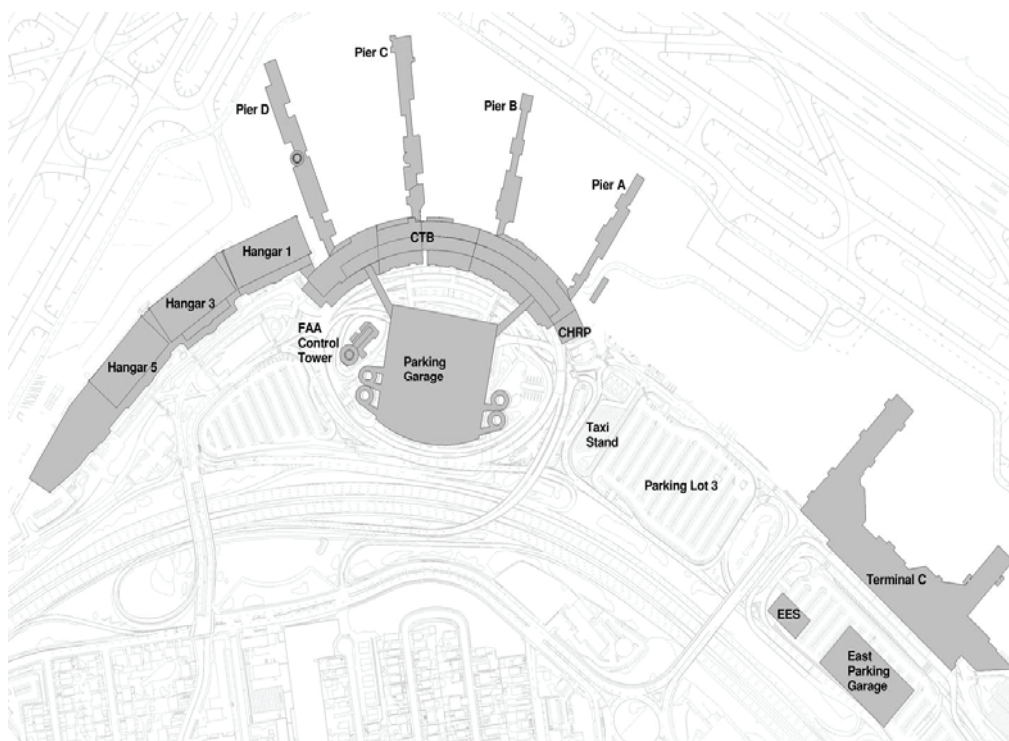 Pier C
Pier D
Pier B
Pier A
CTB
Hangar 1
Hangar 3
Hangar 5
FAA
Control
Tower
CHRP
Parking
Garage
Taxi
Stand
Parking Lot 3
Terminal C
EES
East
Parking
Garage